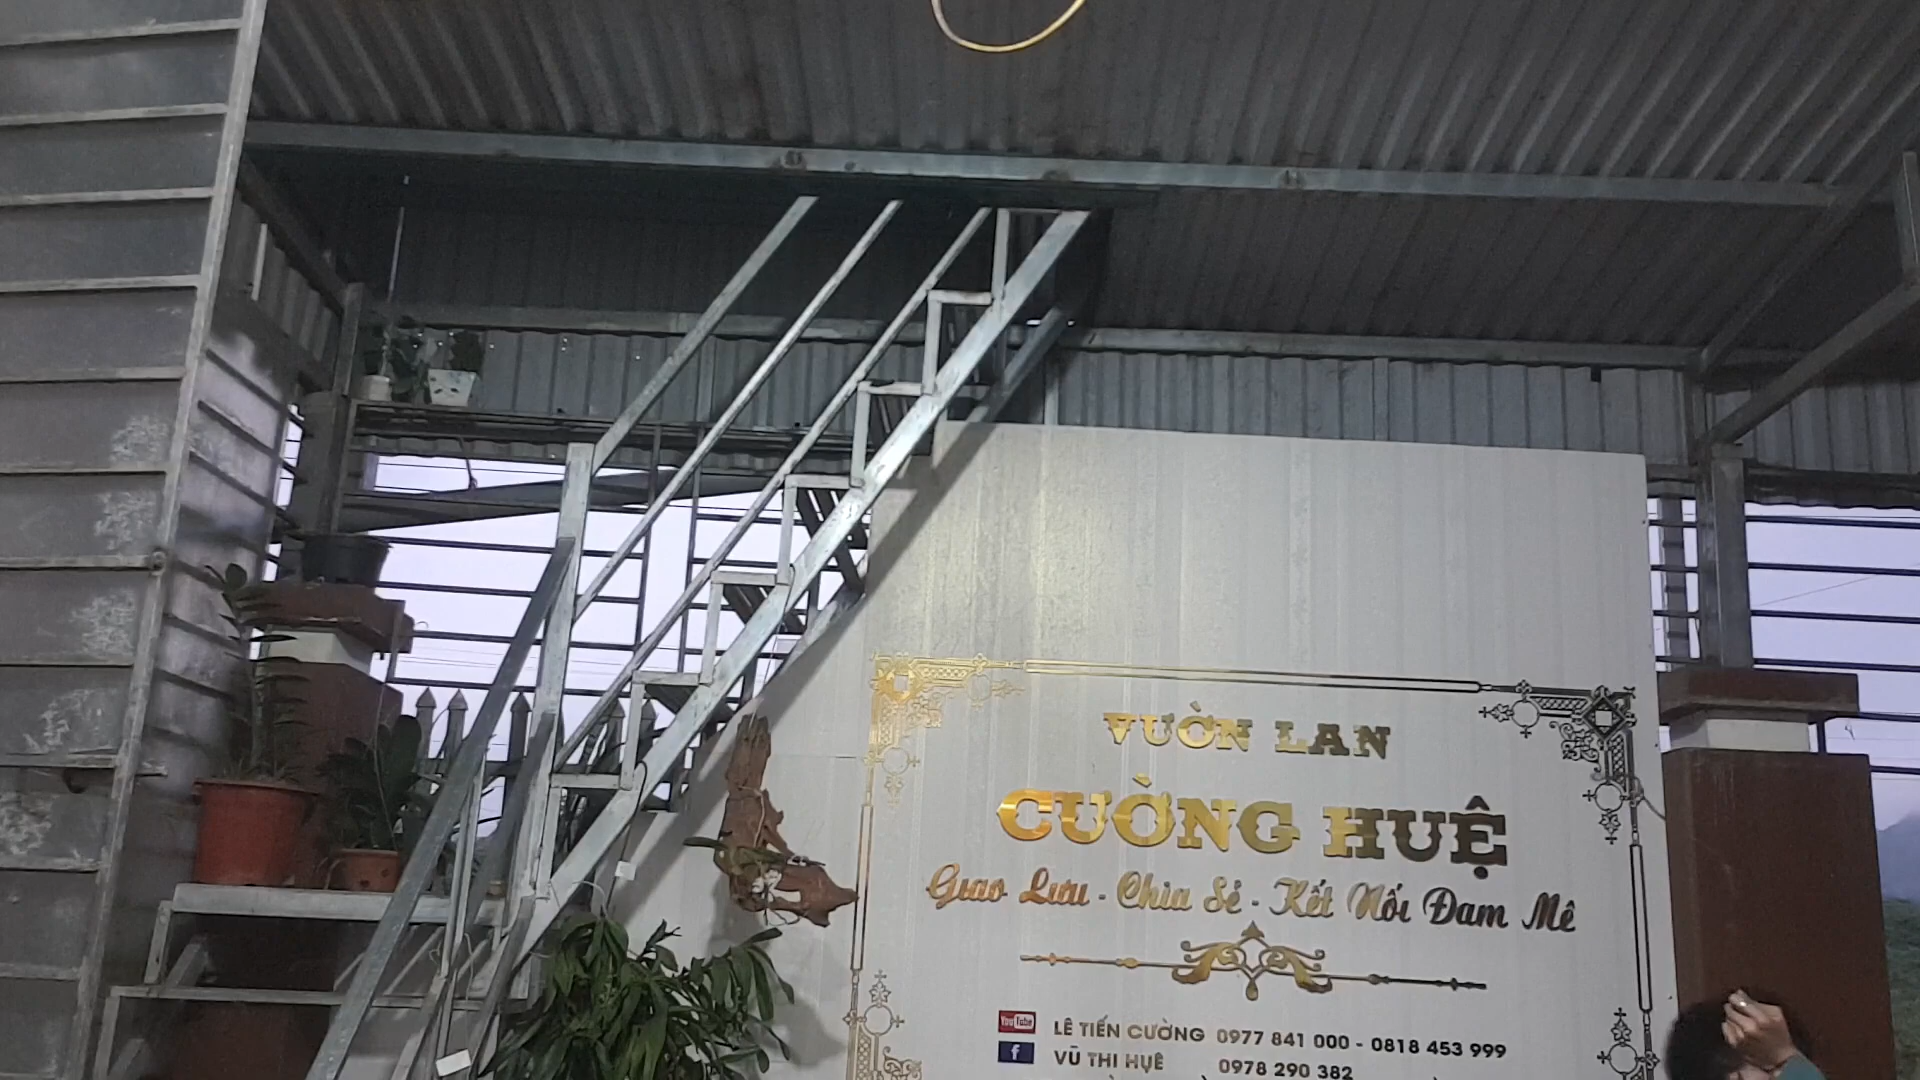 VƯỜN LAN
CƯỜNG HUỆ
Giao Lưu - Chia Sẻ - Kết Nối Đam Mê
YouTube LÊ TIẾN CƯỜNG 0977 841 000 - 0818 453 999
f VŨ THỊ HUỆ 0978 290 382